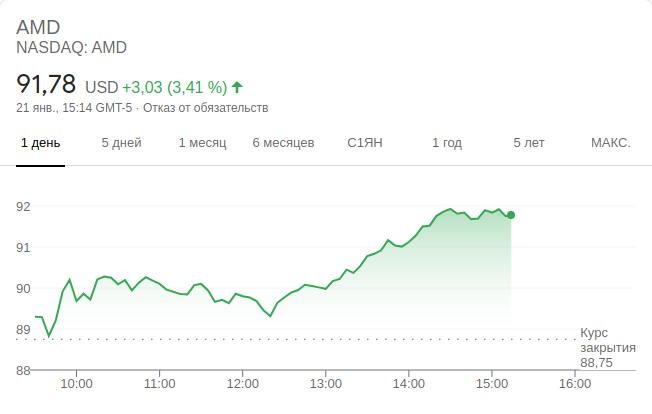 AMD
NASDAQ: AMD
91,78 USD +3,03 (3,41 %)
21 янв., 15:14 GMT-5 · Отказ от обязательств
1 день 5 дней 1 месяц 6 месяцев С1ЯН 1 год 5 лет МАКС.
92
91
90
89
88
Курс
закрытия
88,75
10:00 11:00 12:00 13:00 14:00 15:00 16:00